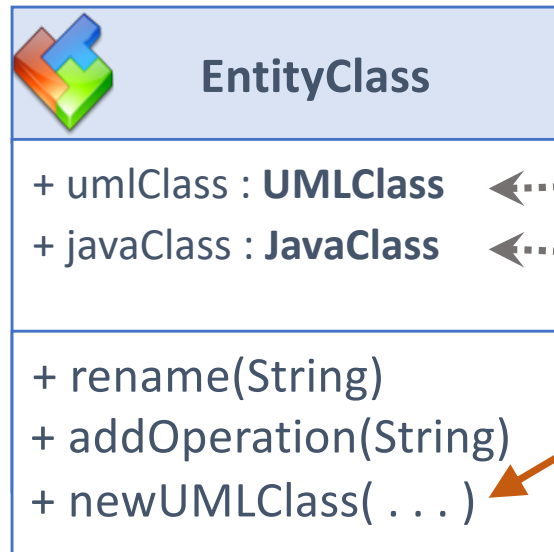 EntityClass
+ umlClass : UMLClass
+ javaClass : JavaClass
+ rename(String)
+ addOperation(String)
+ newUMLClass( . . . )